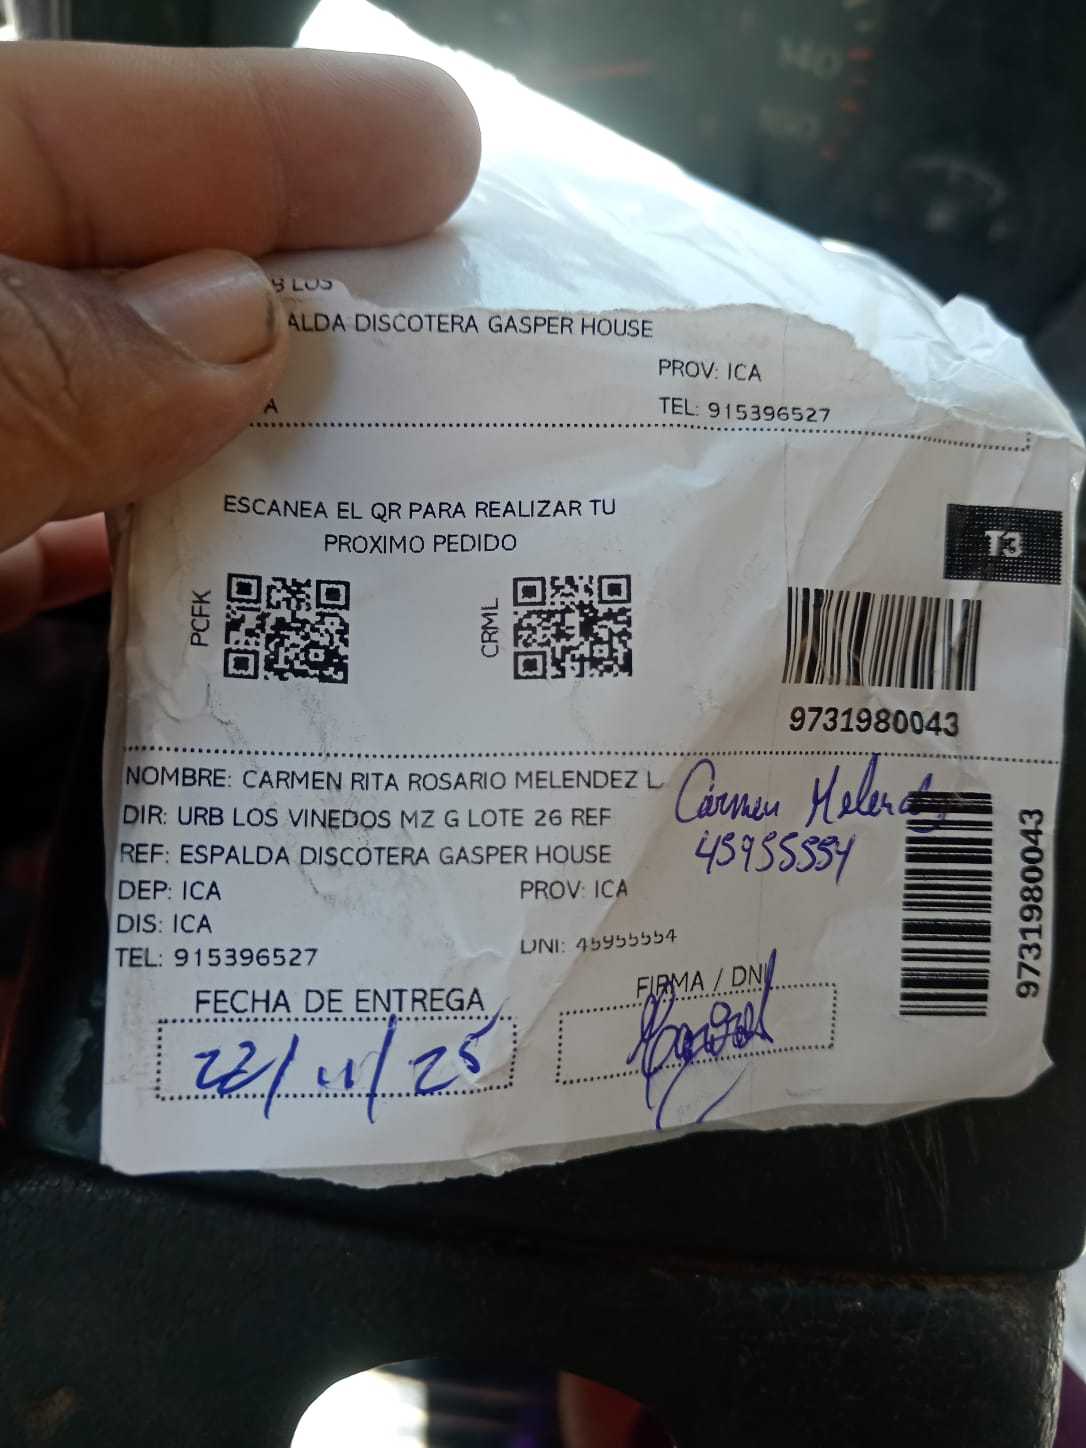 B LOS
ALDA DISCOTERA GASPER HOUSE
PROV: ICA
A
TEL: 915396527
ESCANEA EL QR PARA REALIZAR TU
PROXIMO PEDIDO
T3
PCFK
CRML
9731980043
NOMBRE: CARMEN RITA ROSARIO MELENDEZ L
Carmen Melendez
DIR: URB LOS VINEDOS MZ G LOTE 26 REF
45955554
REF: ESPALDA DISCOTERA GASPER HOUSE
DEP: ICA
PROV: ICA
DIS: ICA
DNI: 45955554
TEL: 915396527
9731980043
FECHA DE ENTREGA
FIRMA / DNI
22/11/25